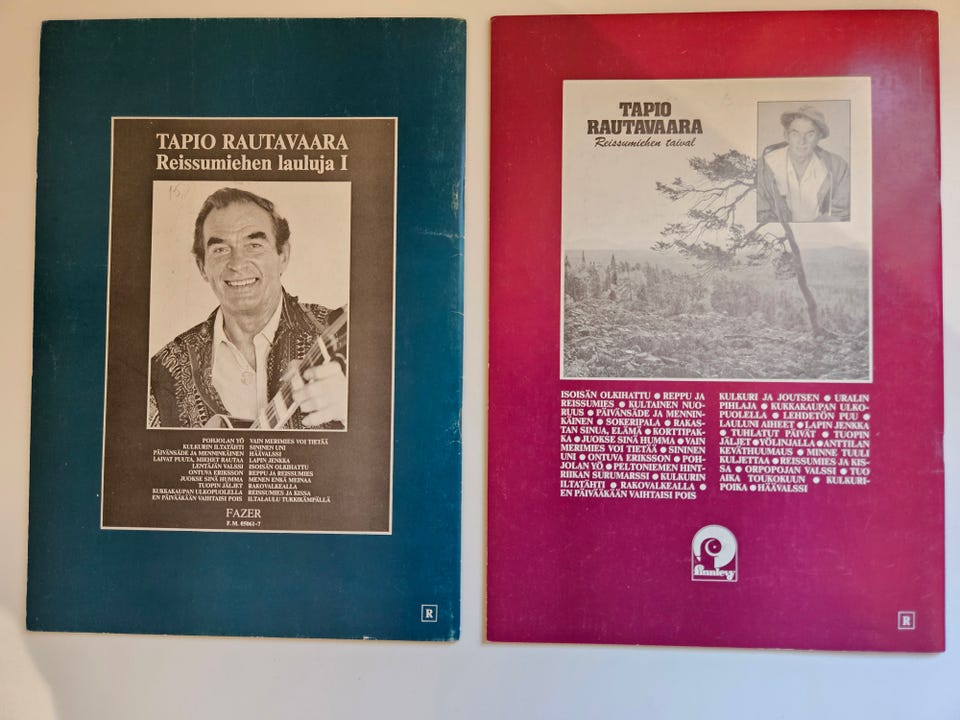 TAPIO RAUTAVAARA
Reissumiehen lauluja I
POHJOLAN YÖ
KULKURIN ILTATÄHTI
PÄIVÄNSÄDE JA MENNINKÄINEN
LAIVAT PUUTA, MIEHET RAUTAA
LENTÄJÄN VALSSI
ONTUVA ERIKSSON
JUOKSE SINÄ HUMMA
TUOPIN JÄLJET
KUKKAKAUPAN ULKOPUOLELLA
EN PÄIVÄÄKÄÄN VAIHTAISI POIS
VAIN MERIMIES VOI TIETÄÄ
SININEN UNI
HÄÄVALSSI
LAPIN JENKKA
ISOISÄN OLKIHATTU
REPPU JA REISSUMIES
MENEN ENKÄ MEINAA
RAKOVALKEALLA
REISSUMIES JA KISSA
ILTALAULU TUKKIKÄMPÄLLÄ
FAZER
F.M. 05061-7
R
TAPIO
RAUTAVAARA
Reissumiehen taival
ISOISÄN OLKIHATTU ● REPPU JA
REISSUMIES ● KULTAINEN NUO-
RUUS ● PÄIVÄNSÄDE JA MENNIN-
KÄINEN ● SOKERIPALA ● RAKAS-
TAN SINUA, ELÄMÄ ● KORTTIPAK-
KA ● JUOKSE SINÄ HUMMA ● VAIN
MERIMIES VOI TIETÄÄ ● SININEN
UNI ● ONTUVA ERIKSSON ● POH-
JOLAN YÖ ● PELTONIEMEN HINT-
RIIKAN SURUMARSSI ● KULKURIN
ILTATÄHTI ● RAKOVALKEALLA ●
EN PÄIVÄÄKÄÄN VAIHTAISI POIS
KULKURI JA JOUTSEN ● URALIN
PIHLAJA ● KUKKAKAUPAN ULKO-
PUOLELLA ● LEHDETÖN PUU ●
LAULUNI AIHEET ● LAPIN JENKKA
● TUHLATUT PÄIVÄT ● TUOPIN
JÄLJET ● YÖLINJALLA ● ANTTILAN
KEVÄTHUUMAUS ● MINNE TUULI
KULJETTAA ● REISSUMIES JA KIS-
SA ● ORPOPOJAN VALSSI ● TUO
AIKA TOUKOKUUN ● KULKURI-
POIKA ● HÄÄVALSSI
finnlevy
R